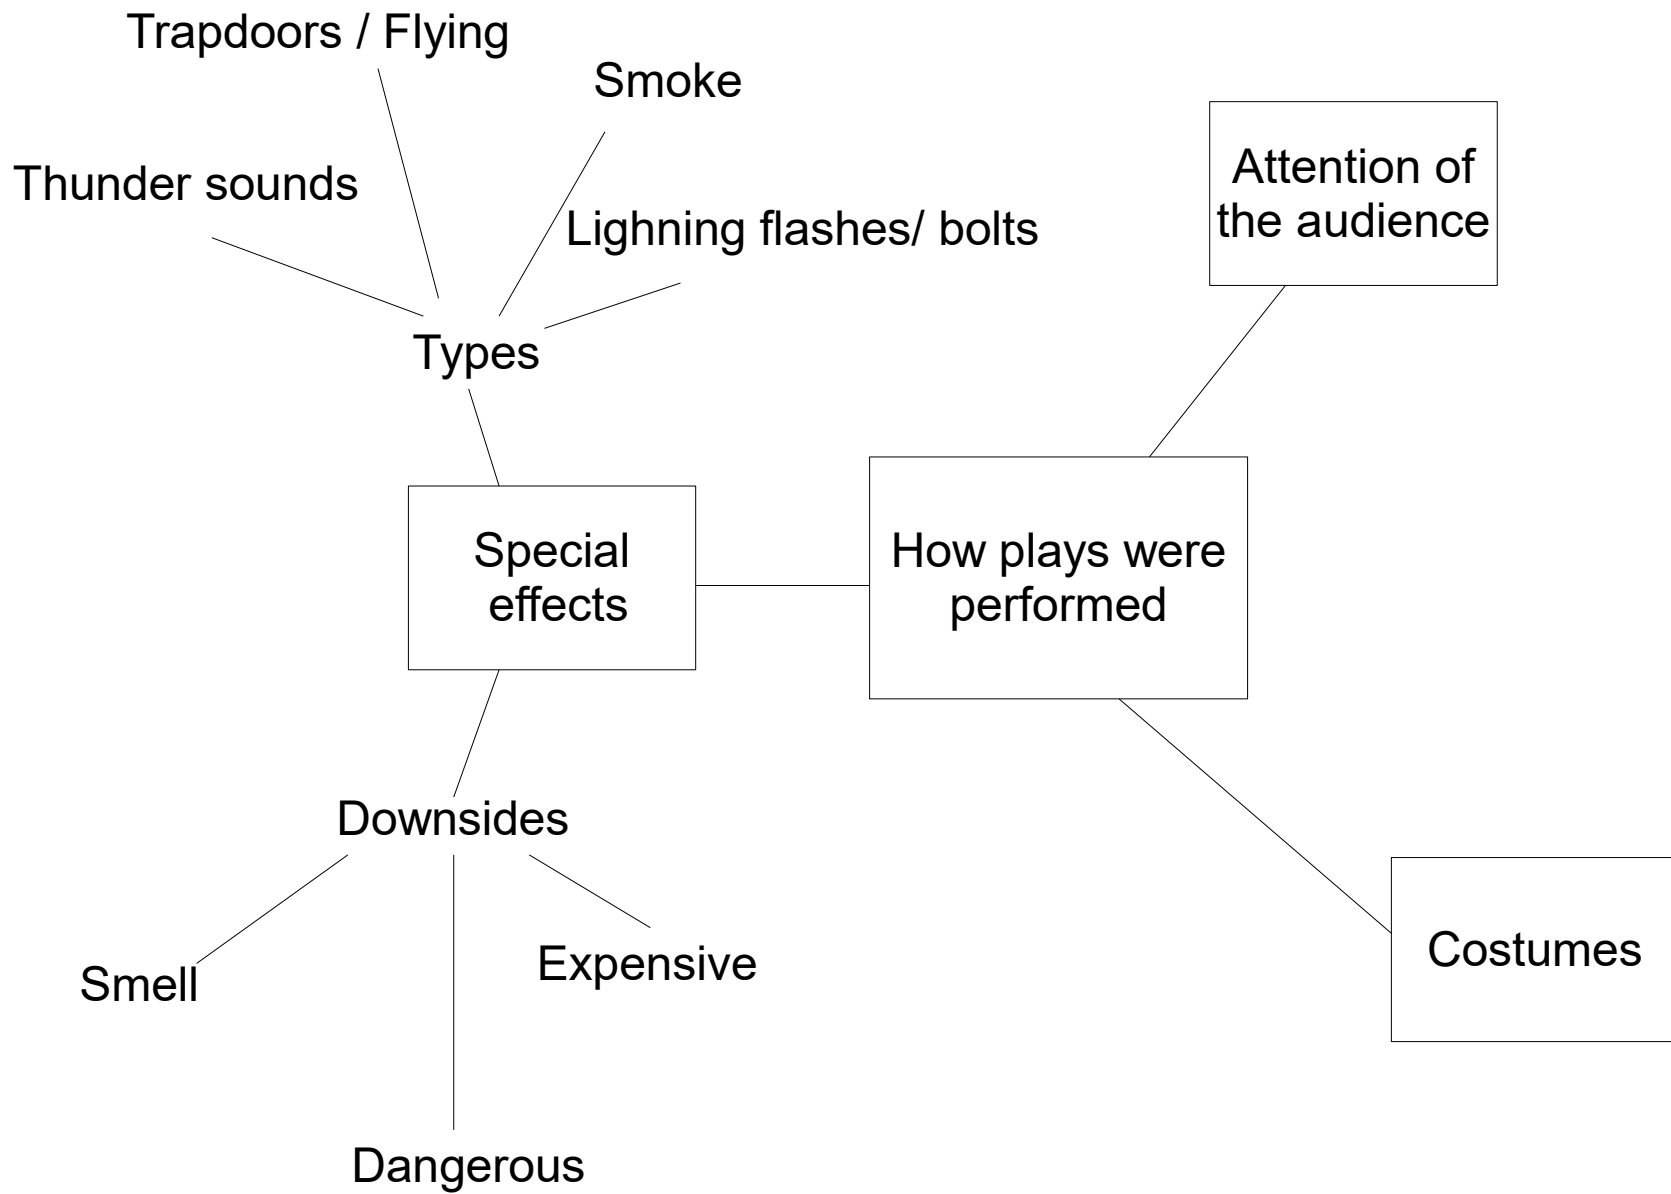 Trapdoors / Flying
Smoke
Thunder sounds
Lighning flashes/ bolts
Types
Attention of
the audience
Special
effects
How plays were
performed
Downsides
Smell
Expensive
Dangerous
Costumes